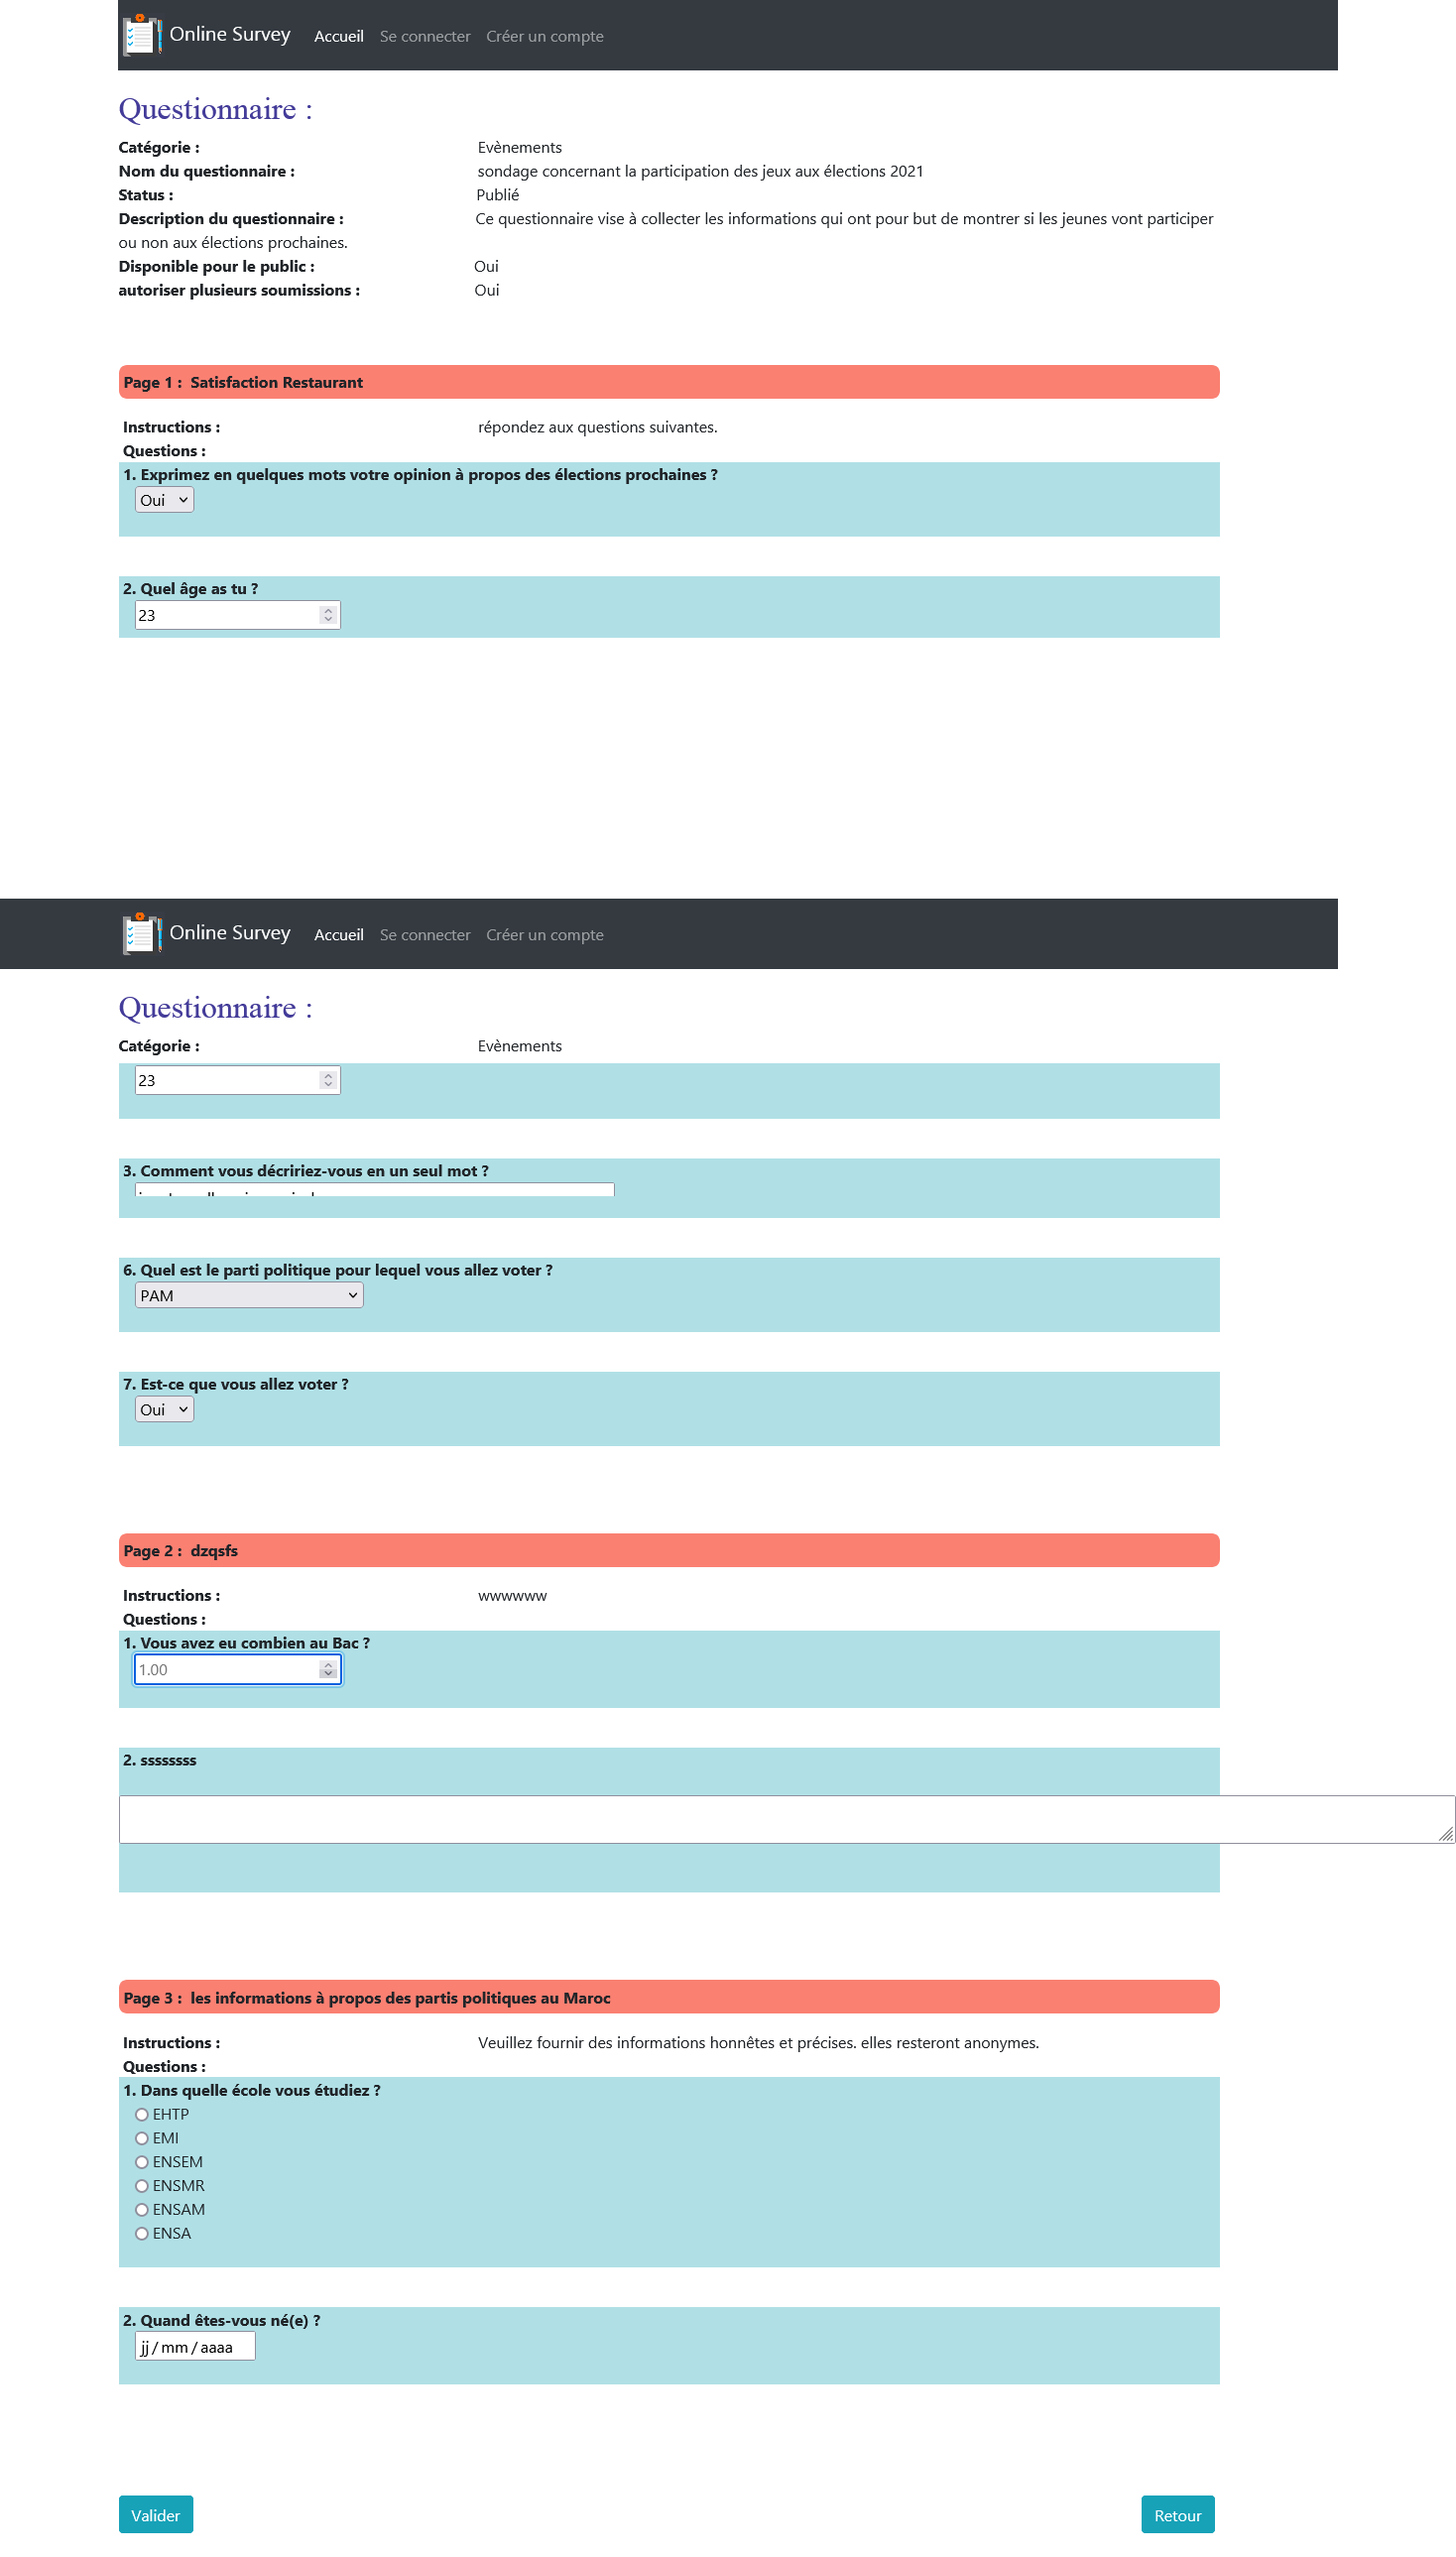 Online Survey Accueil Se connecter Créer un compte
Questionnaire :
Catégorie : Evènements
Nom du questionnaire : sondage concernant la participation des jeux aux élections 2021
Status : Publié
Description du questionnaire : Ce questionnaire vise à collecter les informations qui ont pour but de montrer si les jeunes vont participer
ou non aux élections prochaines.
Disponible pour le public : Oui
autoriser plusieurs soumissions : Oui
Page 1 : Satisfaction Restaurant
Instructions : répondez aux questions suivantes.
Questions :
1. Exprimez en quelques mots votre opinion à propos des élections prochaines ?
Oui
2. Quel âge as tu ?
23
Online Survey Accueil Se connecter Créer un compte
Questionnaire :
Catégorie : Evènements
23
3. Comment vous décririez-vous en un seul mot ?
6. Quel est le parti politique pour lequel vous allez voter ?
PAM
7. Est-ce que vous allez voter ?
Oui
Page 2 : dzqsfs
Instructions : wwwwww
Questions :
1. Vous avez eu combien au Bac ?
1.00
2. ssssssss
Page 3 : les informations à propos des partis politiques au Maroc
Instructions : Veuillez fournir des informations honnêtes et précises. elles resteront anonymes.
Questions :
1. Dans quelle école vous étudiez ?
EHTP
EMI
ENSEM
ENSMR
ENSAM
ENSA
2. Quand êtes-vous né(e) ?
jj / mm / aaaa
Valider Retour